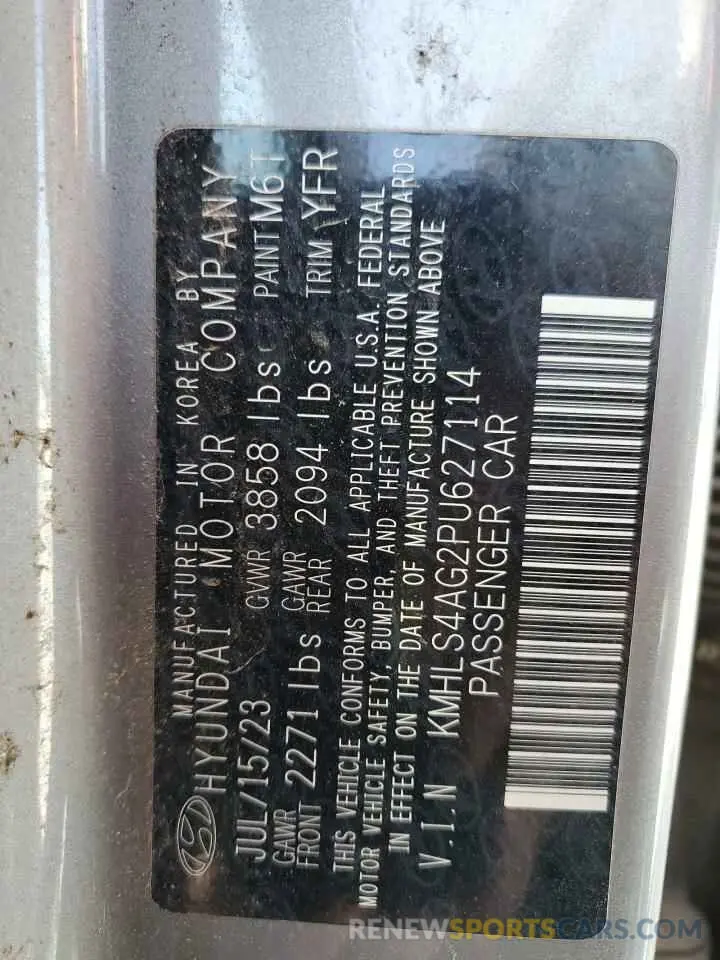 MANUFACTURED IN KOREA BY
HYUNDAI MOTOR COMPANY
JUL/15/23 GVWR 3858 lbs PAINT M6T
GAWR FRONT 2271 lbs GAWR REAR 2094 lbs TRIM YFR
THIS VEHICLE CONFORMS TO ALL APPLICABLE U.S.A. FEDERAL
MOTOR VEHICLE SAFETY, BUMPER, AND THEFT PREVENTION STANDARDS
IN EFFECT ON THE DATE OF MANUFACTURE SHOWN ABOVE
V.I.N KMHLS4AG2PU627114
PASSENGER CAR
RENEWSPORTSCARS.COM